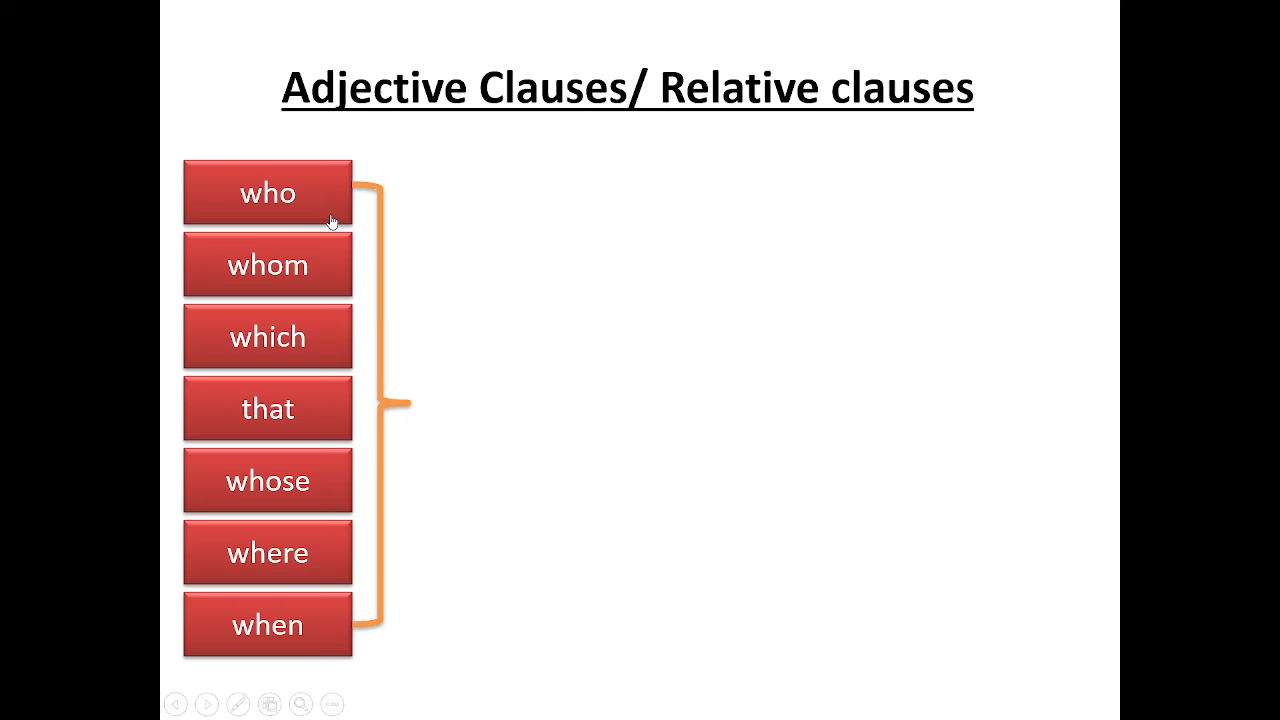 Adjective Clauses/ Relative clauses
who
whom
which
that
whose
where
when